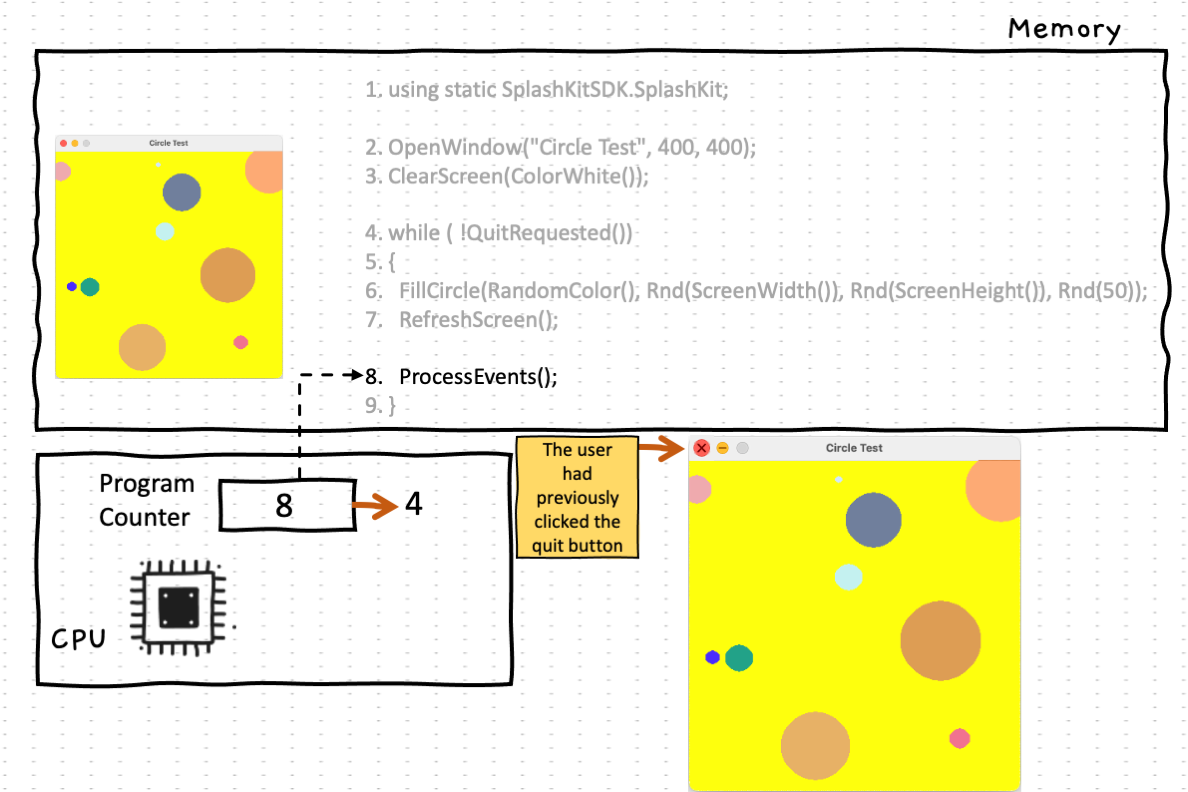 Memory
1. using static SplashKitSDK.SplashKit;
Circle Test
2. OpenWindow("Circle Test", 400, 400);
3. ClearScreen(ColorWhite());
4. while ( !QuitRequested())
5. {
6. FillCircle(RandomColor(), Rnd(ScreenWidth()), Rnd(ScreenHeight()), Rnd(50));
7. RefreshScreen();
8. ProcessEvents();
9. }
Program
Counter
8
4
CPU
The user
had
previously
clicked the
quit button
Circle Test